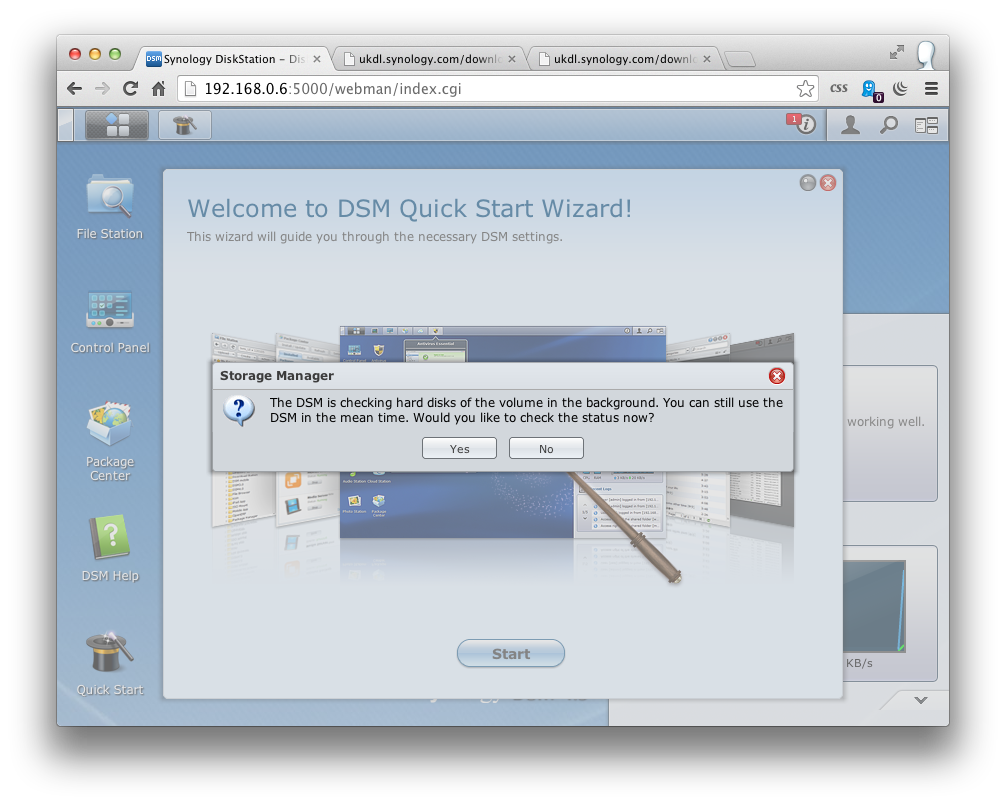 DSM Synology DiskStation – Dis
ukdl.synology.com/downlo
ukdl.synology.com/downlo
192.168.0.6:5000/webman/index.cgi
CSS
0
1
File Station
Control Panel
Package
Center
DSM Help
Quick Start
Welcome to DSM Quick Start Wizard!
This wizard will guide you through the necessary DSM settings.
Storage Manager
The DSM is checking hard disks of the volume in the background. You can still use the
DSM in the mean time. Would you like to check the status now?
Yes
No
Start
working well.
KB/s